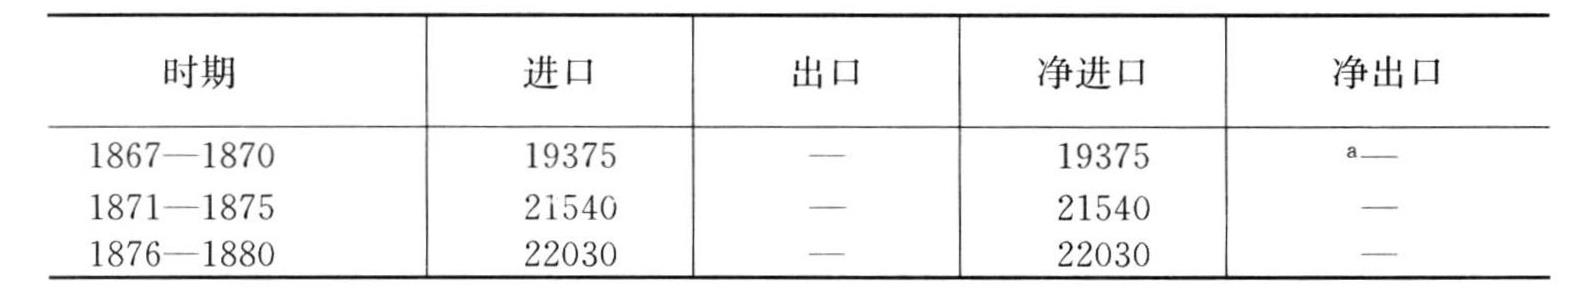 时期 进口 出口 净进口 净出口
1867—1870 19375 — 19375 a—
1871—1875 21540 — 21540 —
1876—1880 22030 — 22030 —